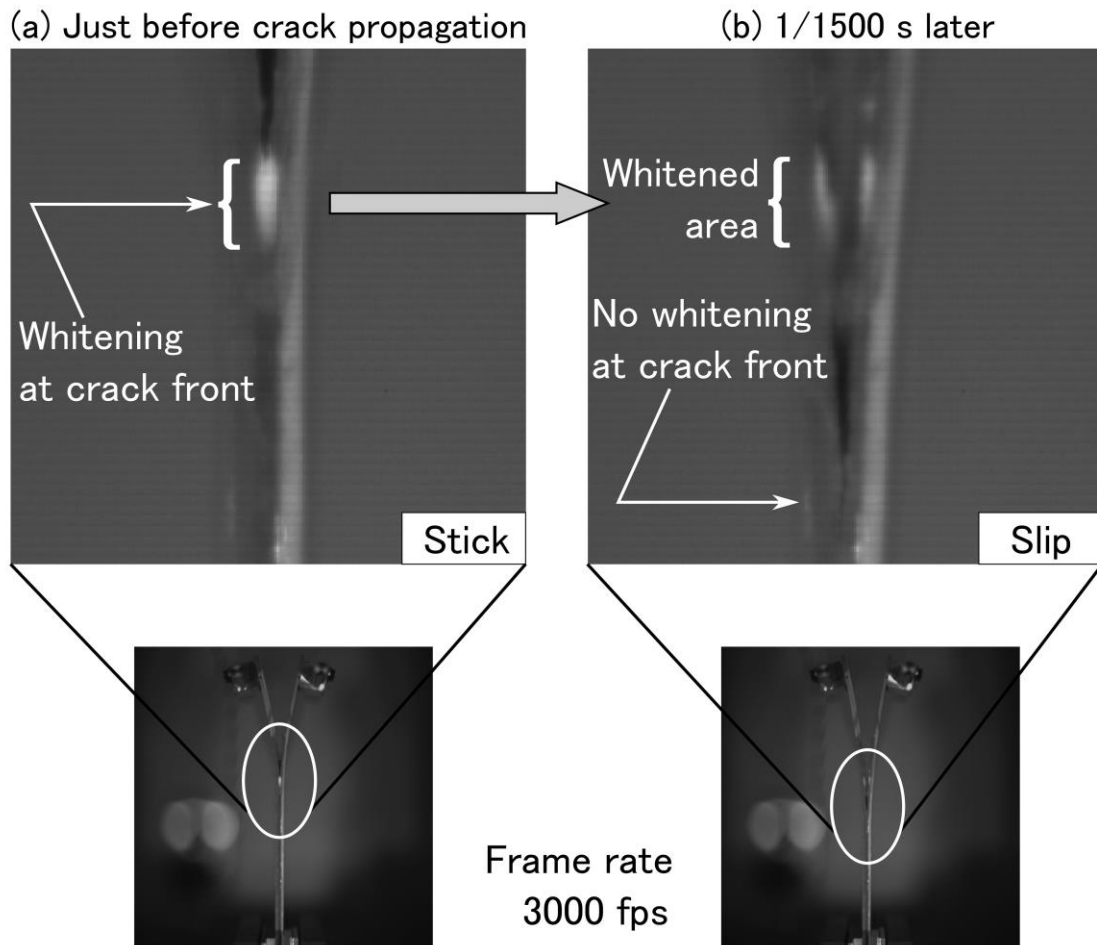 (a) Just before crack propagation
(b) 1/1500 s later
Whitening
at crack front
Stick
Whitened
area
No whitening
at crack front
Slip
Frame rate
3000 fps